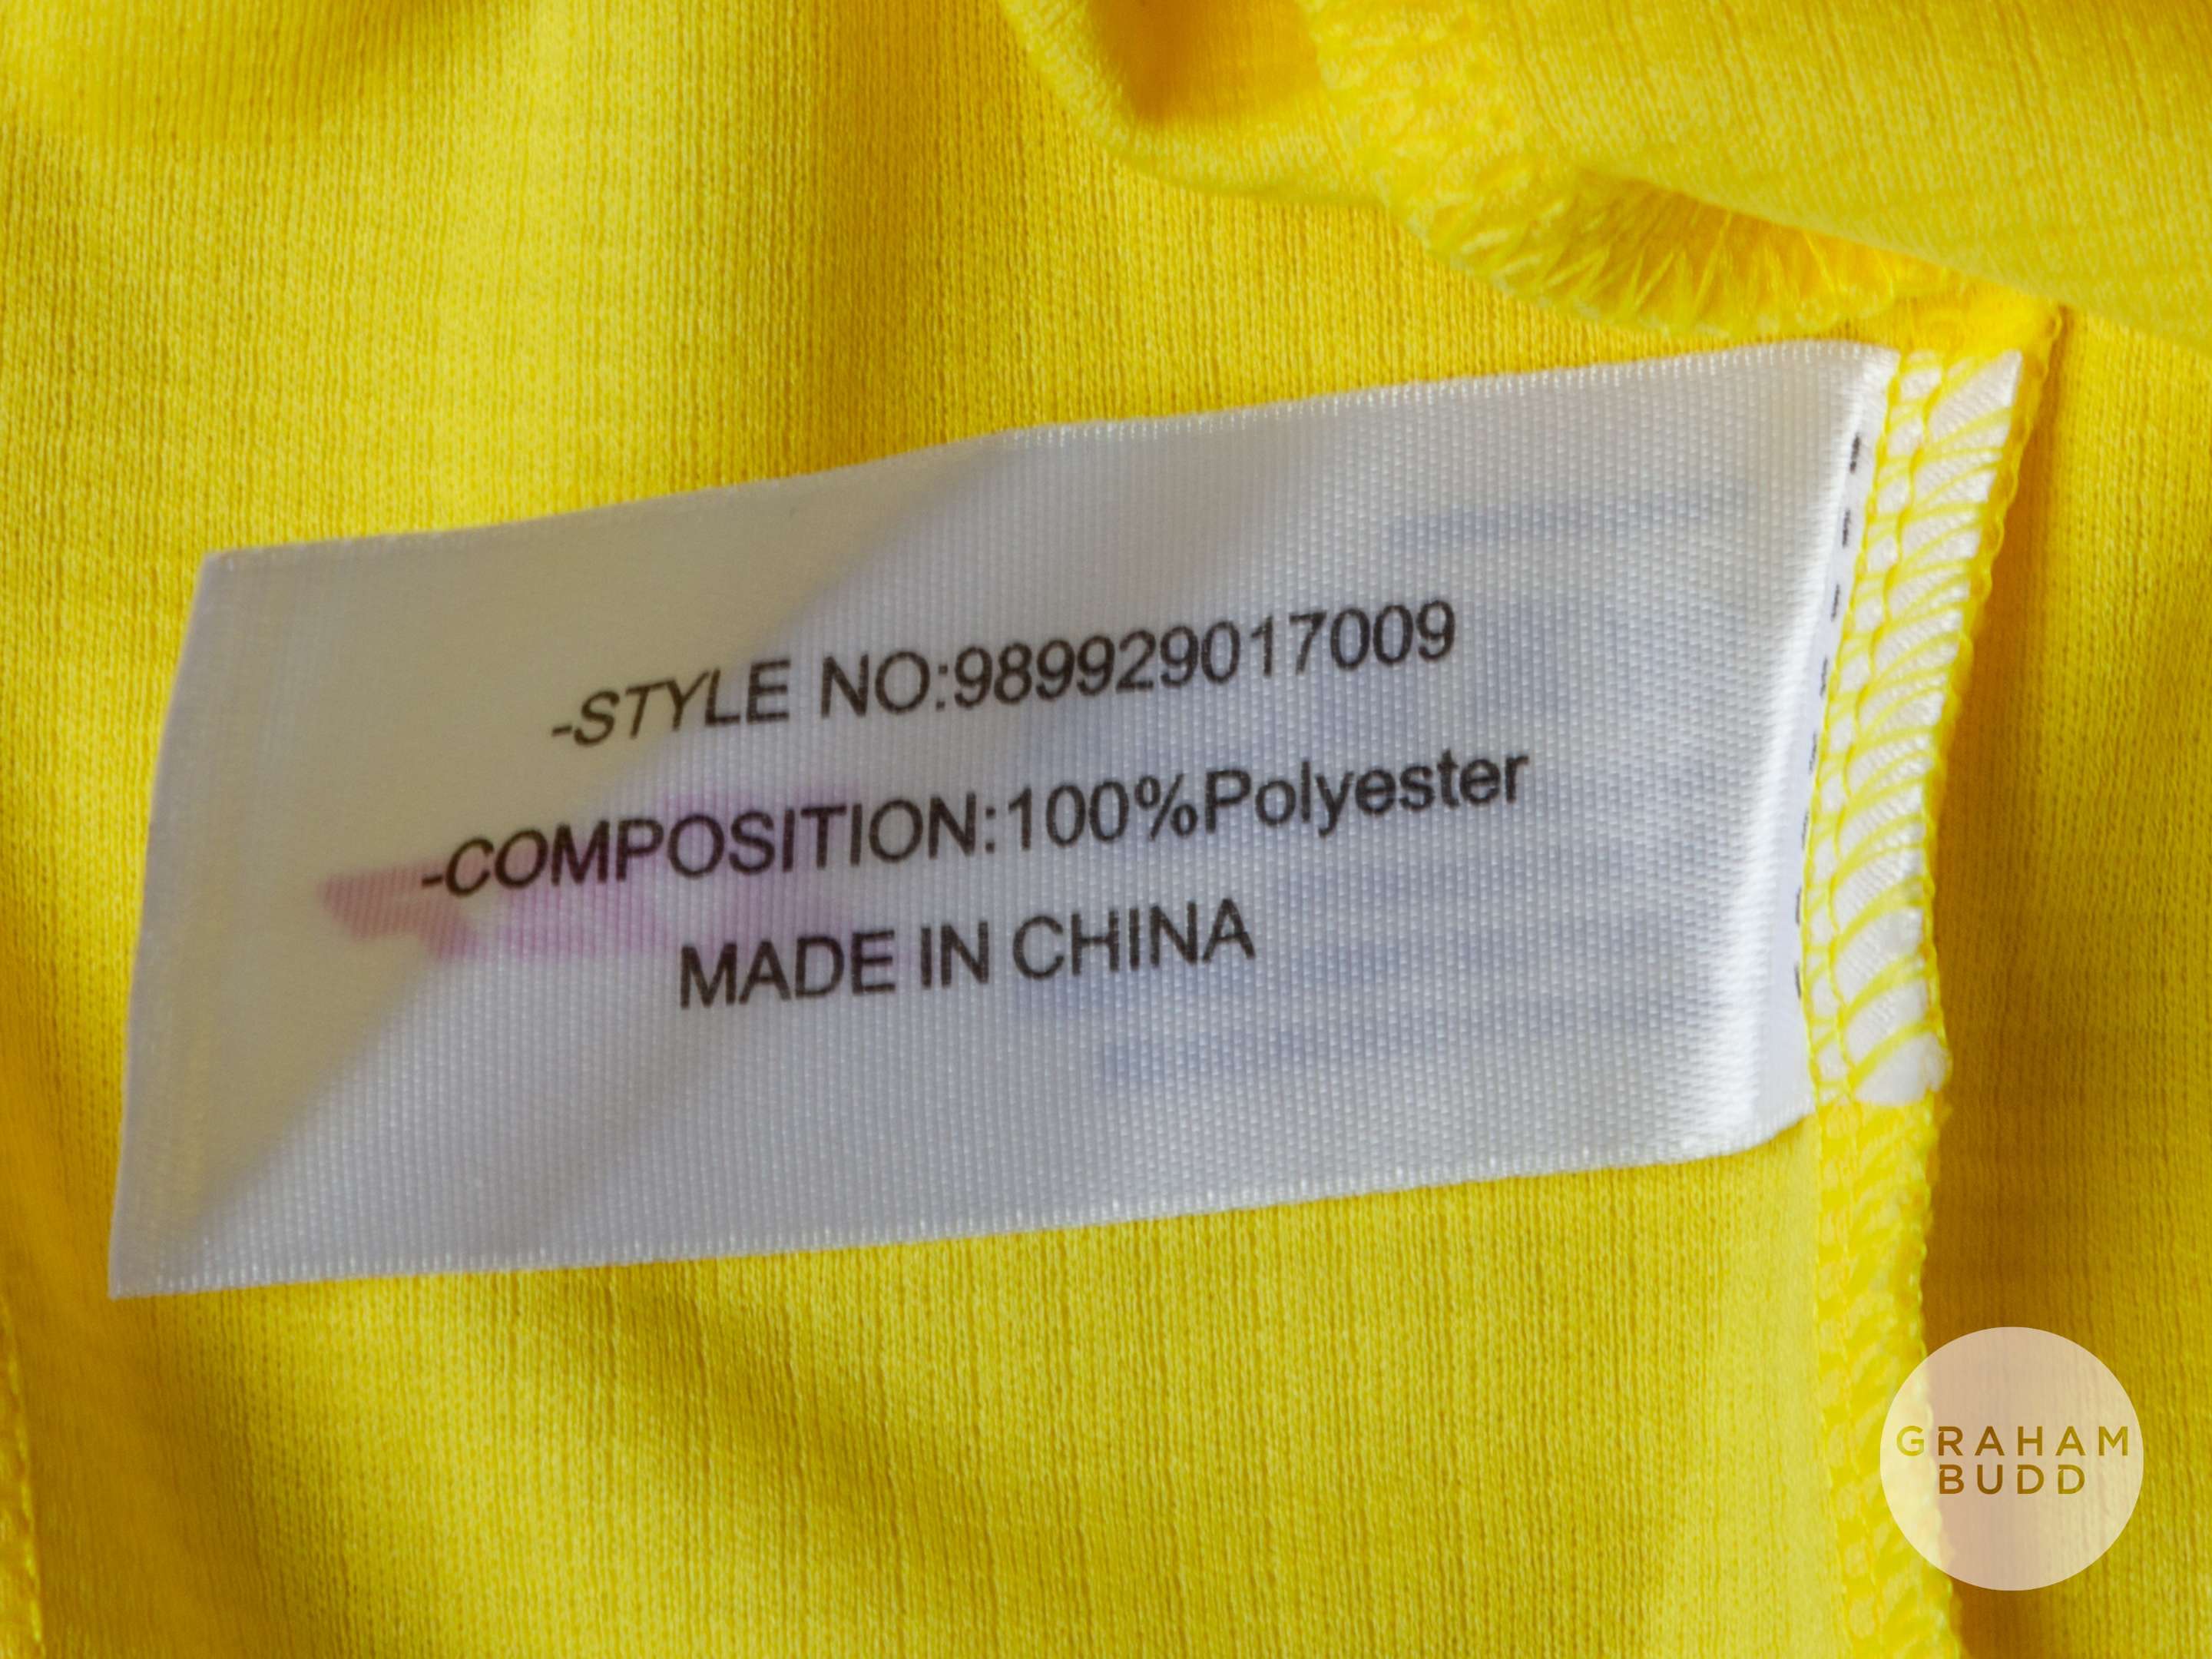 -STYLE NO:989929017009
-COMPOSITION:100%Polyester
MADE IN CHINA
GRAHAM
BUDD